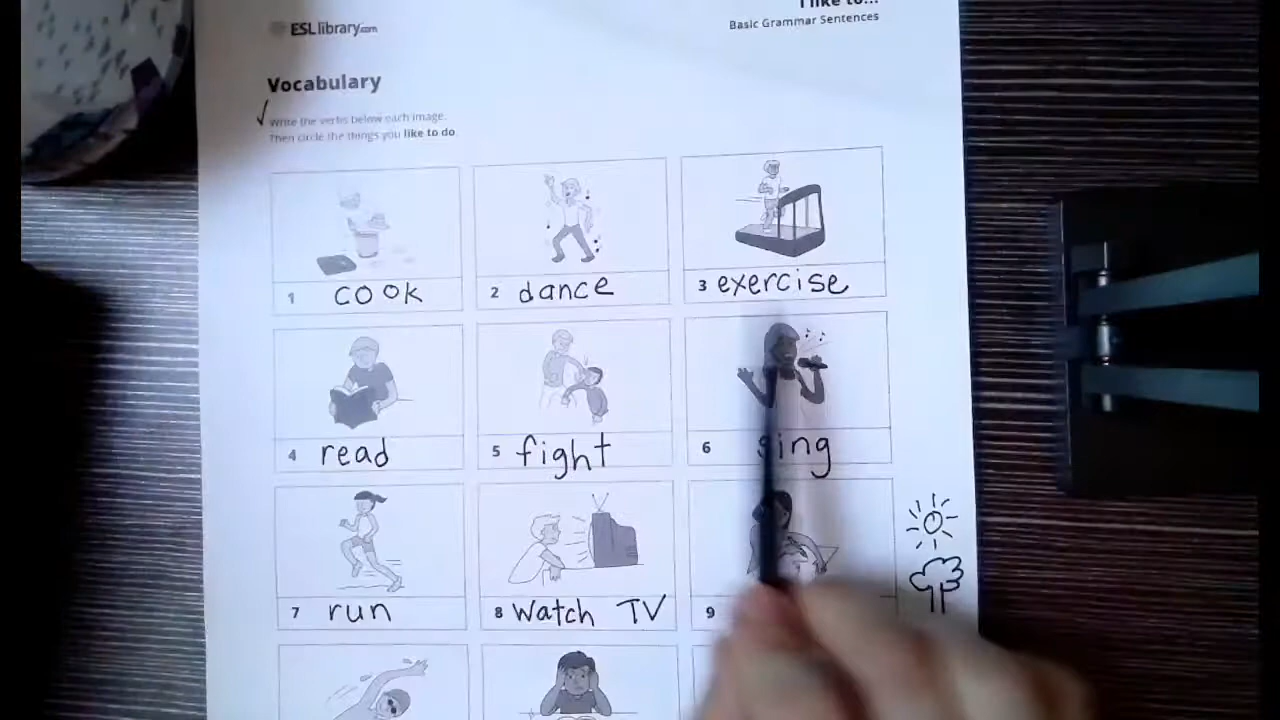 ESLlibrary.com
I like to...
Basic Grammar Sentences
Vocabulary
Write the verbs below each image.
Then circle the things you like to do.
1 cook
2 dance
3 exercise
4 read
5 fight
6 sing
7 run
8 watch TV
9